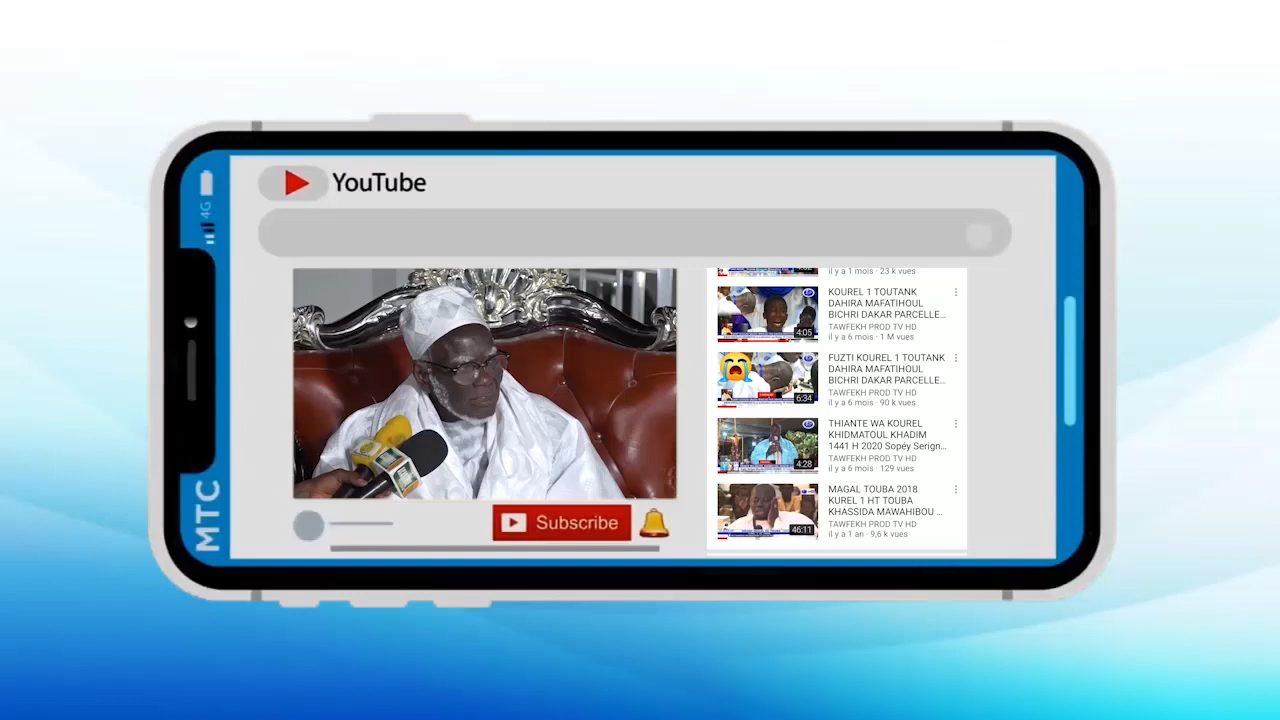 4G
MTC
YouTube
Subscribe
il y a 1 mois · 23 k vues
KOUREL 1 TOUTANK
DAHIRA MAFATIHOUL
BICHRI DAKAR PARCELLE...
TAWFEKH PROD TV HD
il y a 6 mois · 1 M vues
4:05
FUZTI KOUREL 1 TOUTANK
DAHIRA MAFATIHOUL
BICHRI DAKAR PARCELLE...
TAWFEKH PROD TV HD
il y a 6 mois · 90 k vues
6:34
THIANTE WA KOUREL
KHIDMATOUL KHADIM
1441 H 2020 Sopéy Serign...
TAWFEKH PROD TV HD
il y a 6 mois · 129 vues
4:28
MAGAL TOUBA 2018
KUREL 1 HT TOUBA
KHASSIDA MAWAHIBOU ...
TAWFEKH PROD TV HD
il y a 1 an · 9,6 k vues
46:11